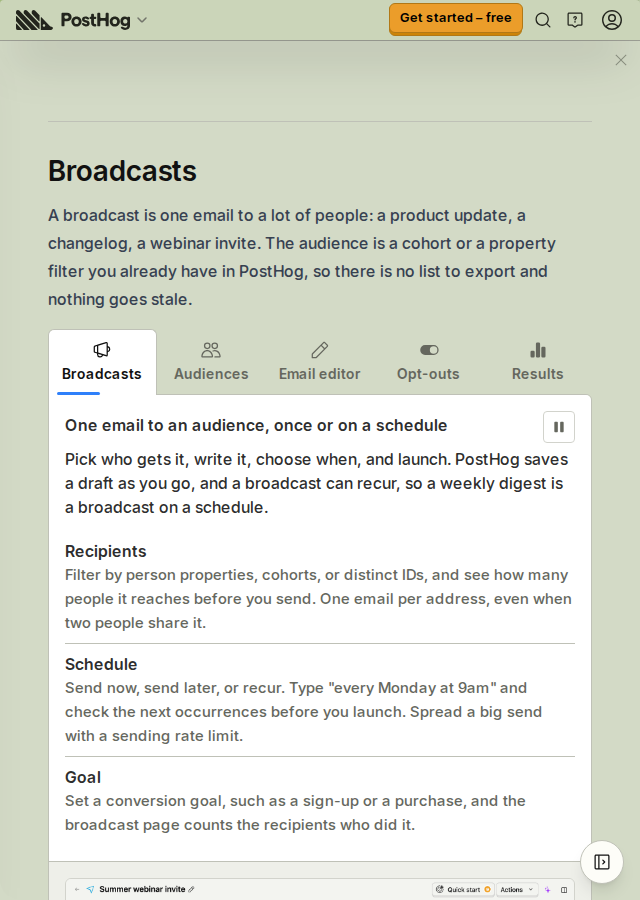 PostHog
Get started – free
Broadcasts
A broadcast is one email to a lot of people: a product update, a
changelog, a webinar invite. The audience is a cohort or a property
filter you already have in PostHog, so there is no list to export and
nothing goes stale.
Broadcasts
Audiences
Email editor
Opt-outs
Results
One email to an audience, once or on a schedule
Pick who gets it, write it, choose when, and launch. PostHog saves
a draft as you go, and a broadcast can recur, so a weekly digest is
a broadcast on a schedule.
Recipients
Filter by person properties, cohorts, or distinct IDs, and see how many
people it reaches before you send. One email per address, even when
two people share it.
Schedule
Send now, send later, or recur. Type "every Monday at 9am" and
check the next occurrences before you launch. Spread a big send
with a sending rate limit.
Goal
Set a conversion goal, such as a sign-up or a purchase, and the
broadcast page counts the recipients who did it.
Summer webinar invite
Quick start
Actions